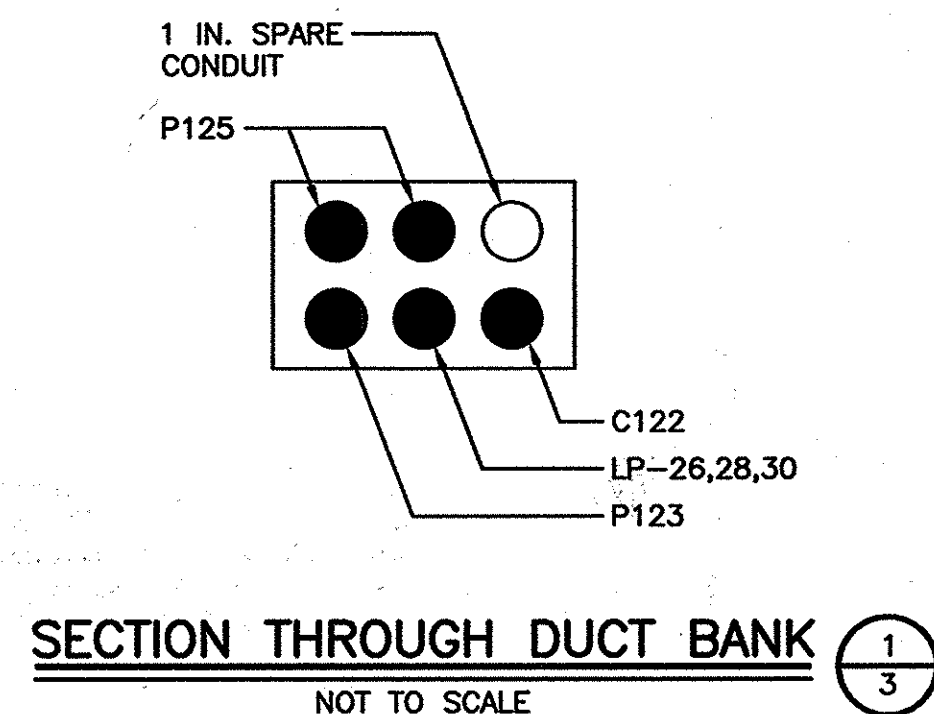 1 IN. SPARE
CONDUIT
P125
C122
LP-26,28,30
P123
SECTION THROUGH DUCT BANK
1
3
NOT TO SCALE